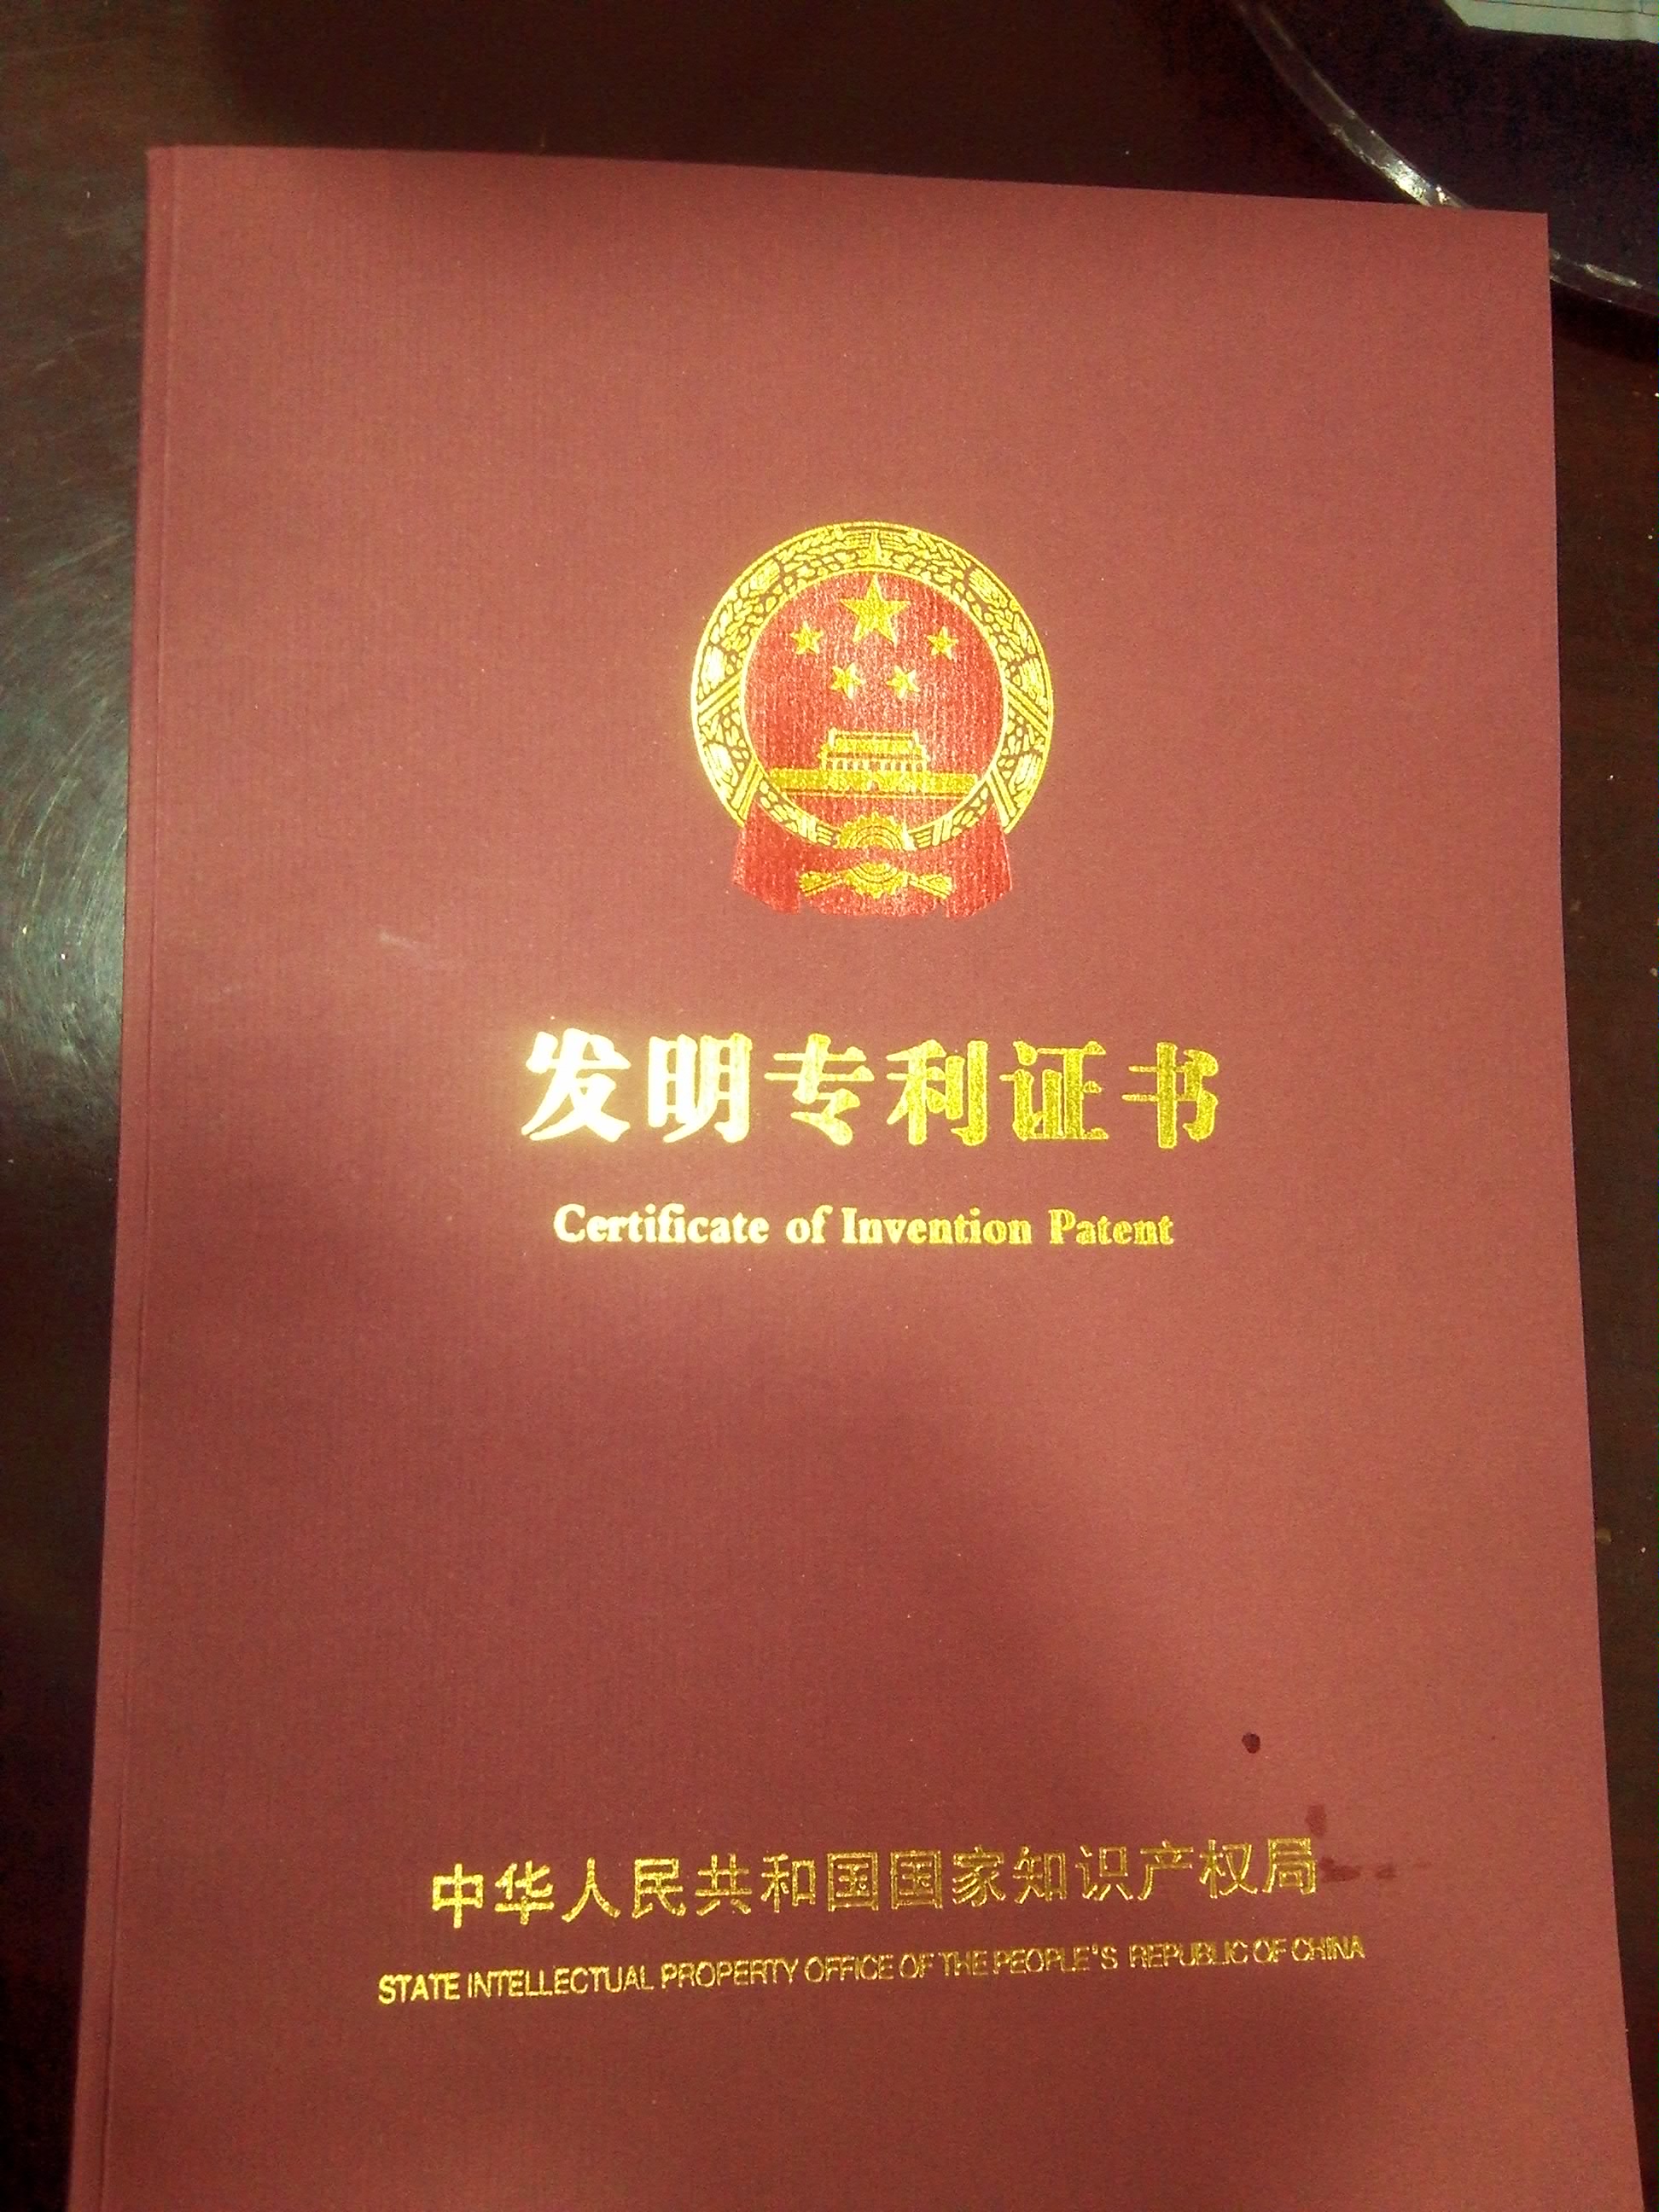 发明专利证书
Certificate of Invention Patent
中华人民共和国国家知识产权局
STATE INTELLECTUAL PROPERTY OFFICE OF THE PEOPLE'S REPUBLIC OF CHINA